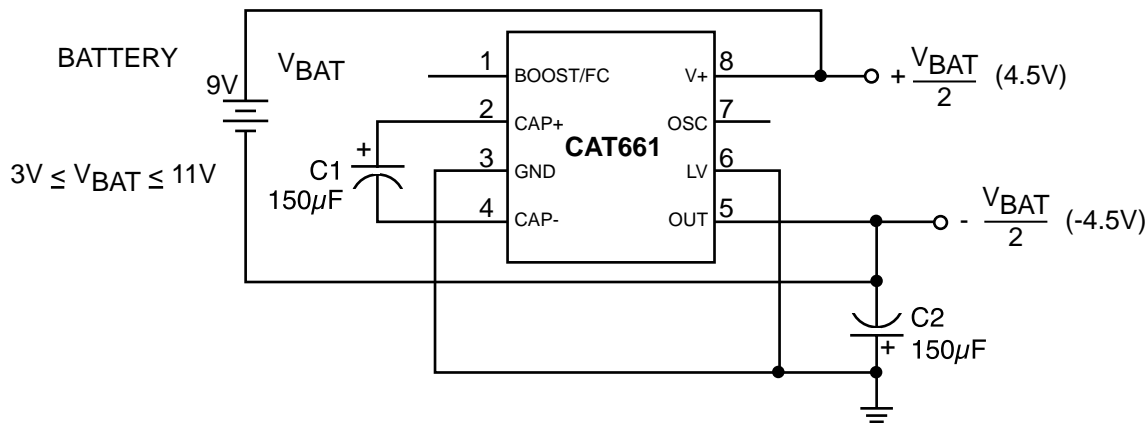 BATTERY
9V
V_BAT
3V ≤ V_BAT ≤ 11V
1 BOOST/FC
2 CAP+
3 GND
4 CAP-
CAT661
8 V+
7 OSC
6 LV
5 OUT
+
C1
150µF
+ V_BAT/2 (4.5V)
- V_BAT/2 (-4.5V)
C2
+ 150µF